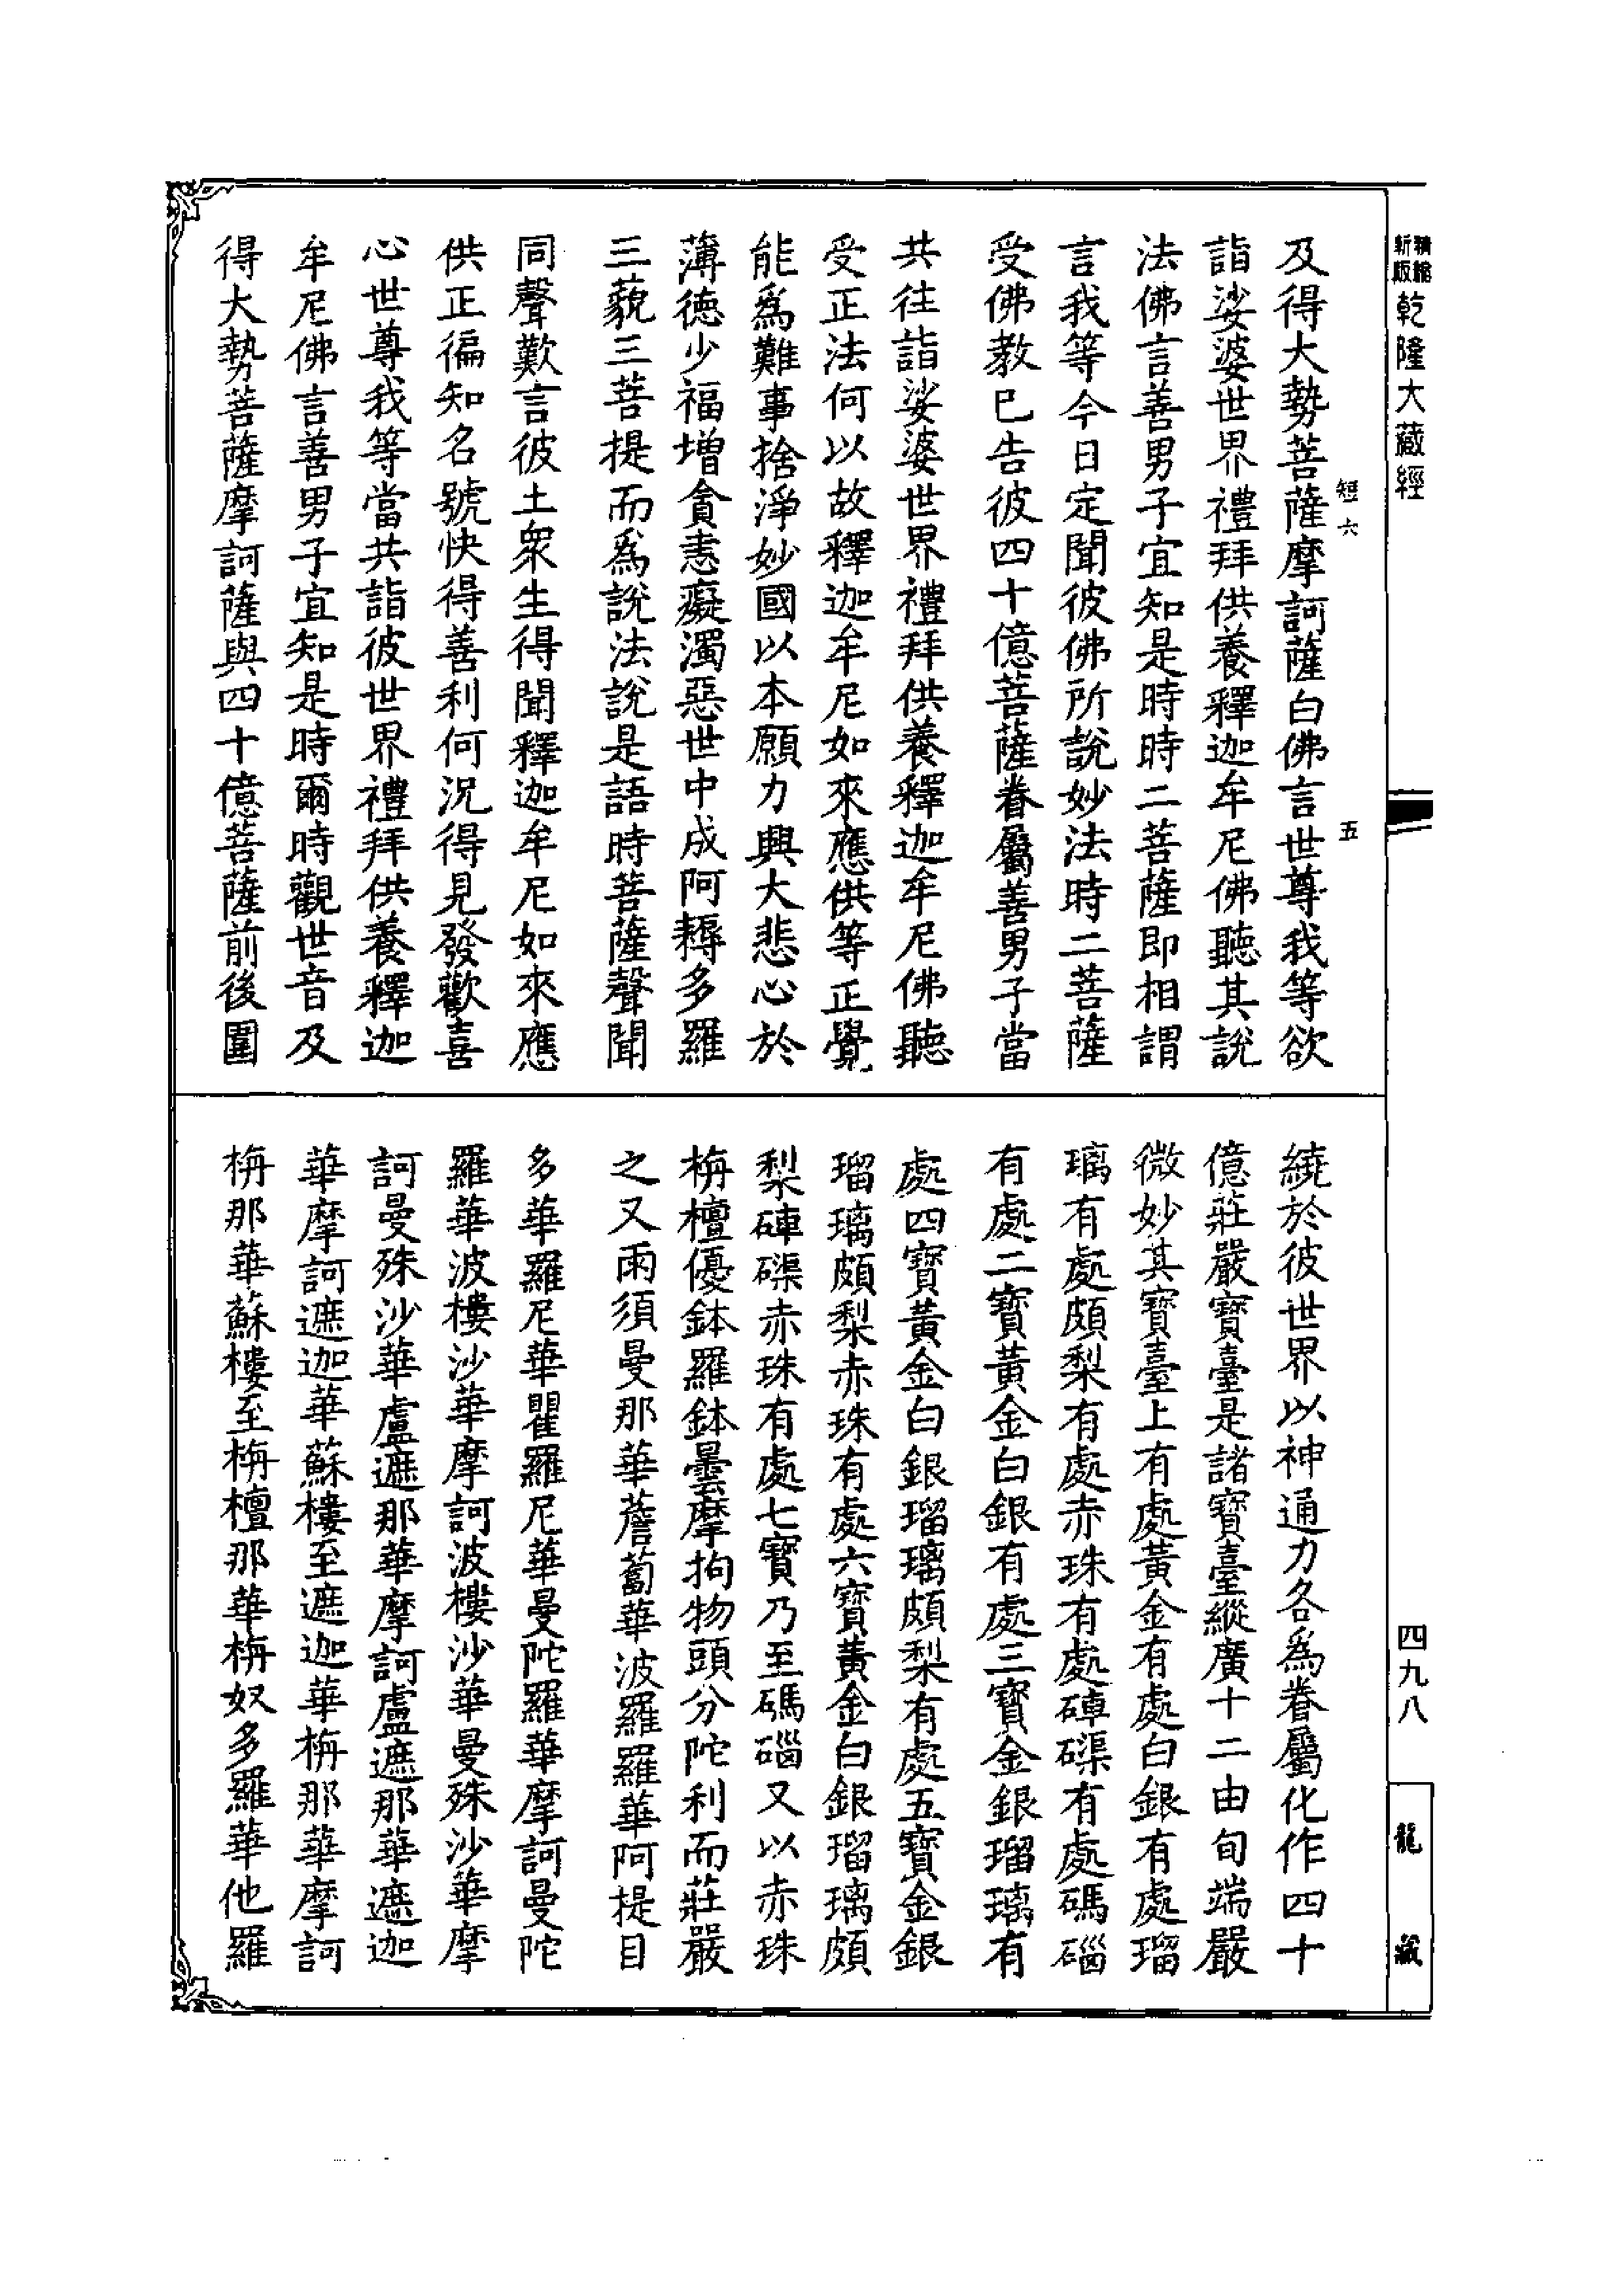 精縮新版
乾隆大藏經
短六
五
及得大勢菩薩摩訶薩白佛言世尊我等欲
詣娑婆世界禮拜供養釋迦牟尼佛聽其說
法佛言善男子宜知是時時二菩薩即相謂
言我等今日定聞彼佛所說妙法時二菩薩
受佛教已告彼四十億菩薩眷屬善男子當
共往詣娑婆世界禮拜供養釋迦牟尼佛聽
受正法何以故釋迦牟尼如來應供等正覺
能為難事捨淨妙國以本願力興大悲心於
薄德少福增貪恚癡濁惡世中成阿耨多羅
三藐三菩提而為說法說是語時菩薩聲聞
同聲歎言彼土眾生得聞釋迦牟尼如來應
供正徧知名號快得善利何況得見發歡喜
心世尊我等當共詣彼世界禮拜供養釋迦
牟尼佛言善男子宜知是時爾時觀世音及
得大勢菩薩摩訶薩與四十億菩薩前後圍
繞於彼世界以神通力各為眷屬化作四十
億莊嚴寶臺是諸寶臺縱廣十二由旬端嚴
微妙其寶臺上有處黃金有處白銀有處瑠
璃有處頗梨有處赤珠有處硨磲有處碼碯
有處二寶黃金白銀有處三寶金銀瑠璃有
處四寶黃金白銀瑠璃頗梨有處五寶金銀
瑠璃頗梨赤珠有處六寶黃金白銀瑠璃頗
梨硨磲赤珠有處七寶乃至碼碯又以赤珠
栴檀優鉢羅鉢曇摩拘物頭分陀利而莊嚴
之又雨須曼那華薝蔔華波羅羅華阿提目
多華羅尼華瞿羅尼華曼陀羅華摩訶曼陀
羅華波樓沙華摩訶波樓沙華曼殊沙華摩
訶曼殊沙華盧遮那華摩訶盧遮那華遮迦
華摩訶遮迦華蘇樓至遮迦華栴那華摩訶
栴那華蘇樓至栴檀那華栴奴多羅華他羅
四九八
龍藏